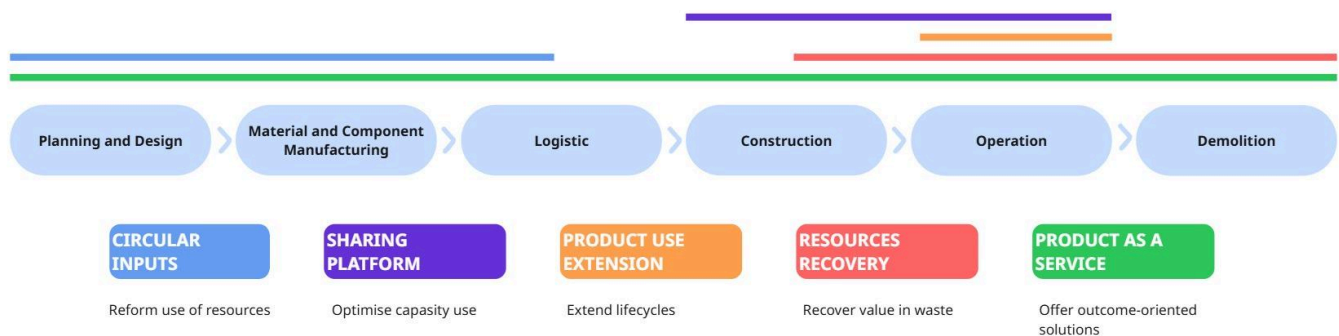 Planning and Design
Material and Component
Manufacturing
Logistic
Construction
Operation
Demolition
CIRCULAR
INPUTS
SHARING
PLATFORM
PRODUCT USE
EXTENSION
RESOURCES
RECOVERY
PRODUCT AS A
SERVICE
Reform use of resources
Optimise capasity use
Extend lifecycles
Recover value in waste
Offer outcome-oriented
solutions